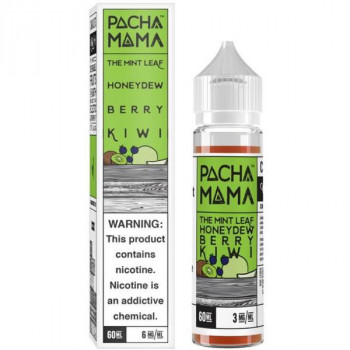 PACHA
MAMA
THE MINT LEAF
HONEYDEW
BERRY
KIWI
WARNING:
This product
contains
nicotine.
Nicotine is
an addictive
chemical.
60ML
6 MG/ML
PACHA
MAMA
THE MINT LEAF
HONEYDEW
BERRY
KIWI
60ML
3 MG/ML